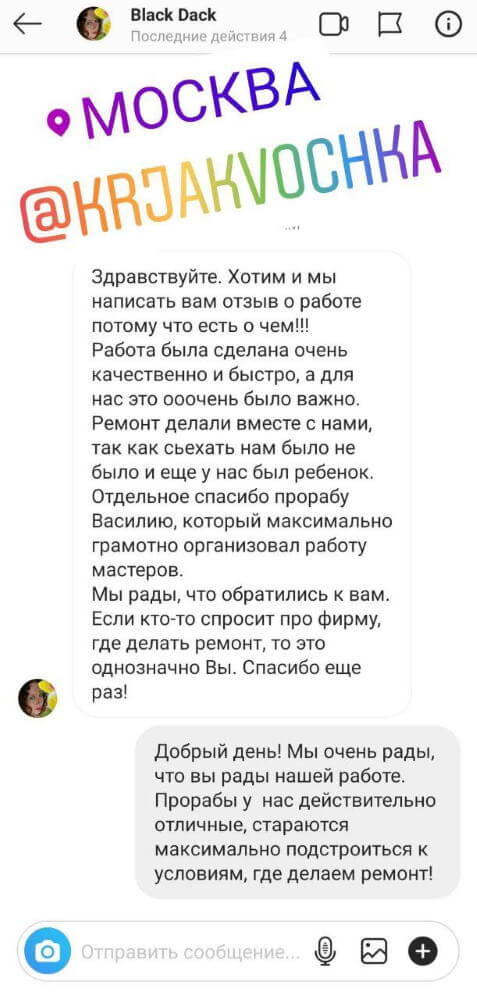 Black Dack
Последние действия 4
МОСКВА
@KRJAKVOCHKA
Здравствуйте. Хотим и мы
написать вам отзыв о работе
потому что есть о чем!!!
Работа была сделана очень
качественно и быстро, а для
нас это ооочень было важно.
Ремонт делали вместе с нами,
так как сьехать нам было не
было и еще у нас был ребенок.
Отдельное спасибо прорабу
Василию, который максимально
грамотно организовал работу
мастеров.
Мы рады, что обратились к вам.
Если кто-то спросит про фирму,
где делать ремонт, то это
однозначно Вы. Спасибо еще
раз!
Добрый день! Мы очень рады,
что вы рады нашей работе.
Прорабы у  нас действительно
отличные, стараются
максимально подстроиться к
условиям, где делаем ремонт!
Отправить сообщение...